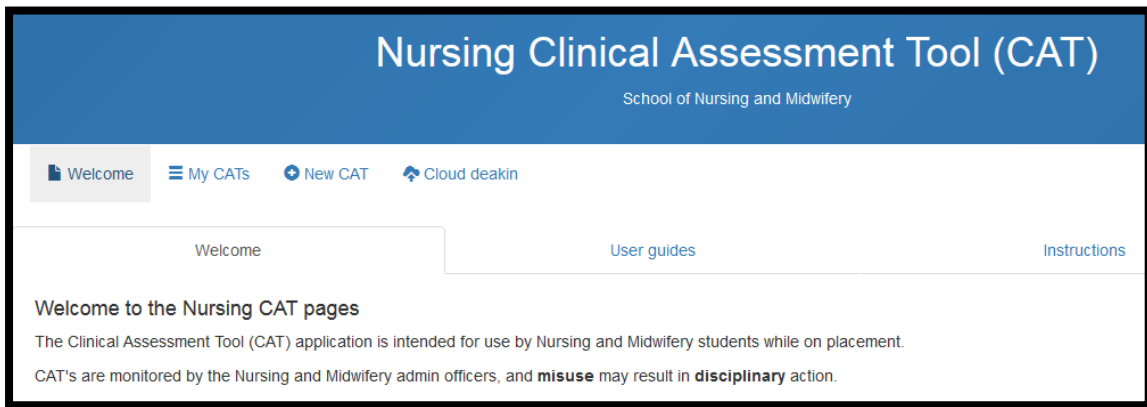 Nursing Clinical Assessment Tool (CAT)
School of Nursing and Midwifery
Welcome My CATs New CAT Cloud deakin
Welcome User guides Instructions
Welcome to the Nursing CAT pages
The Clinical Assessment Tool (CAT) application is intended for use by Nursing and Midwifery students while on placement.
CAT's are monitored by the Nursing and Midwifery admin officers, and misuse may result in disciplinary action.